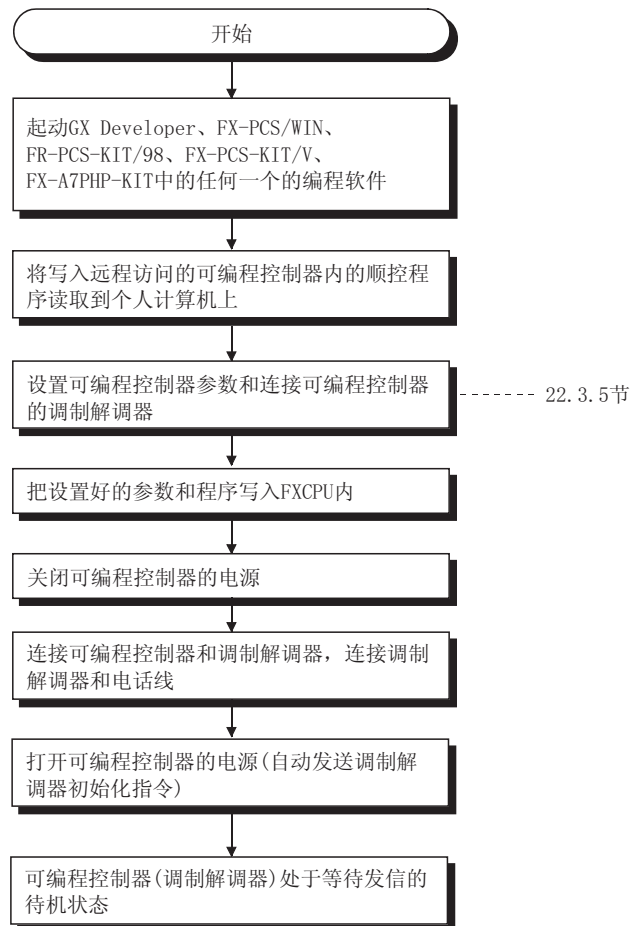 开始
起动GX Developer、FX-PCS/WIN、
FR-PCS-KIT/98、FX-PCS-KIT/V、
FX-A7PHP-KIT中的任何一个的编程软件
将写入远程访问的可编程控制器内的顺控程
序读取到个人计算机上
设置可编程控制器参数和连接可编程控制器
的调制解调器
22.3.5节
把设置好的参数和程序写入FXCPU内
关闭可编程控制器的电源
连接可编程控制器和调制解调器，连接调制
解调器和电话线
打开可编程控制器的电源(自动发送调制解
调器初始化指令)
可编程控制器(调制解调器)处于等待发信的
待机状态